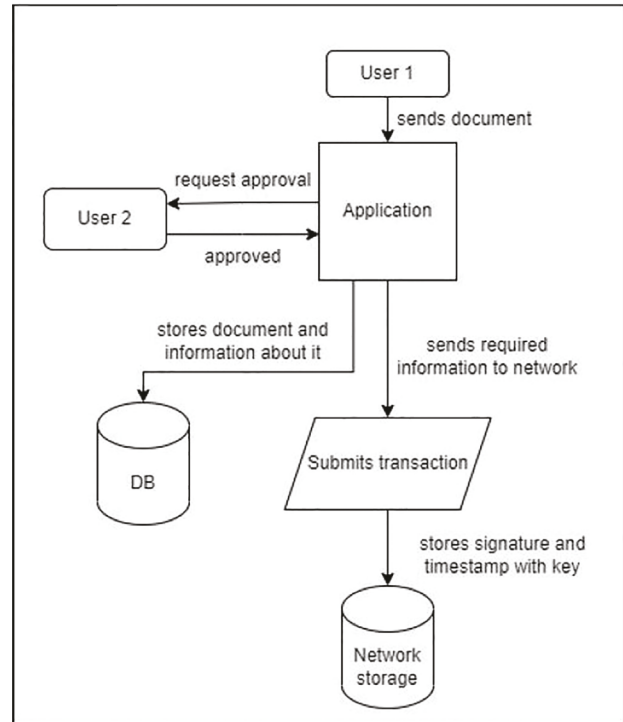 User 1
sends document
request approval
Application
User 2
approved
stores document and
information about it
sends required
information to network
DB
Submits transaction
stores signature and
timestamp with key
Network
storage